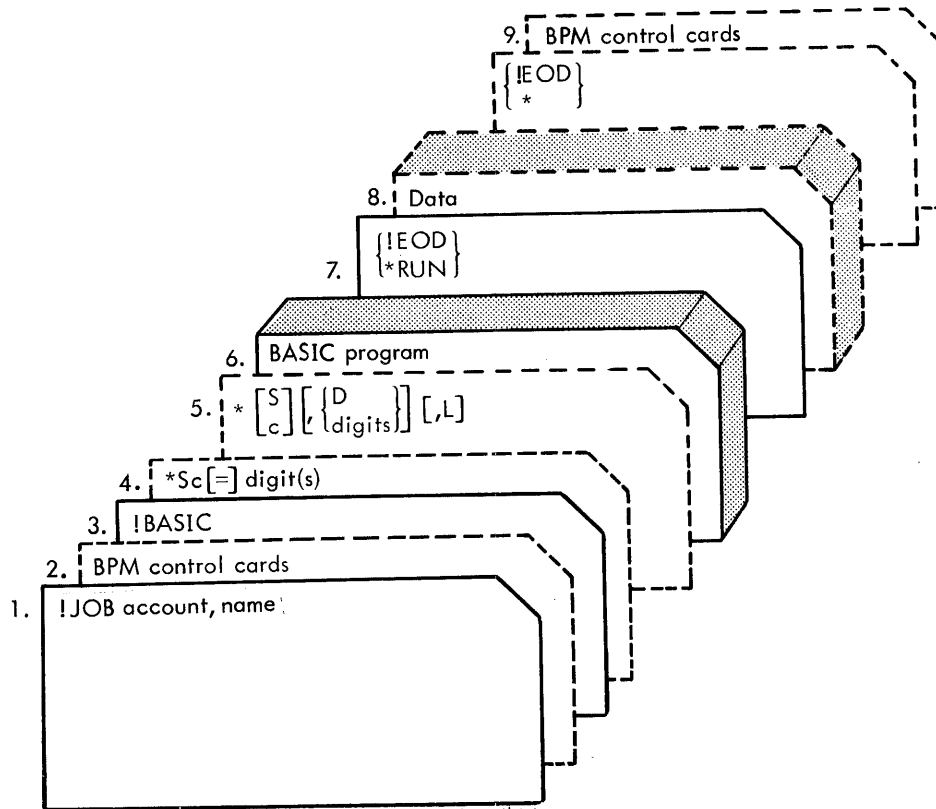 9. BPM control cards
{!EOD
*}
8. Data
7. {!EOD
*RUN}
6. BASIC program
5. * [S
c] [, {D
digits}] [,L]
4. *Sc[=] digit(s)
3. !BASIC
2. BPM control cards
1. !JOB account, name